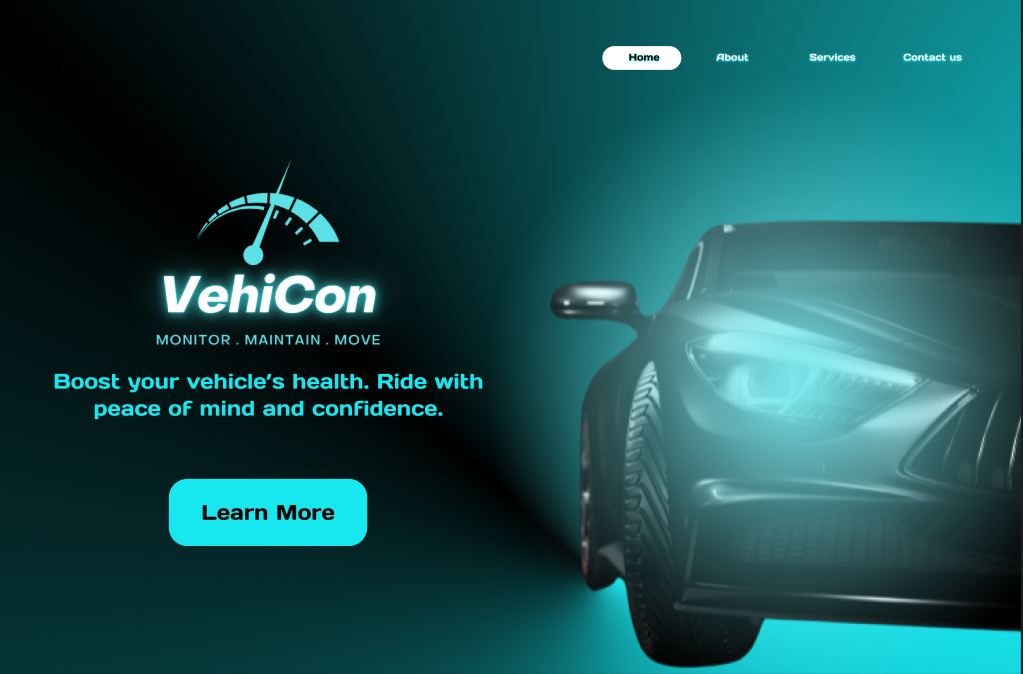 Home About Services Contact us
VehiCon
MONITOR . MAINTAIN . MOVE
Boost your vehicle's health. Ride with
peace of mind and confidence.
Learn More